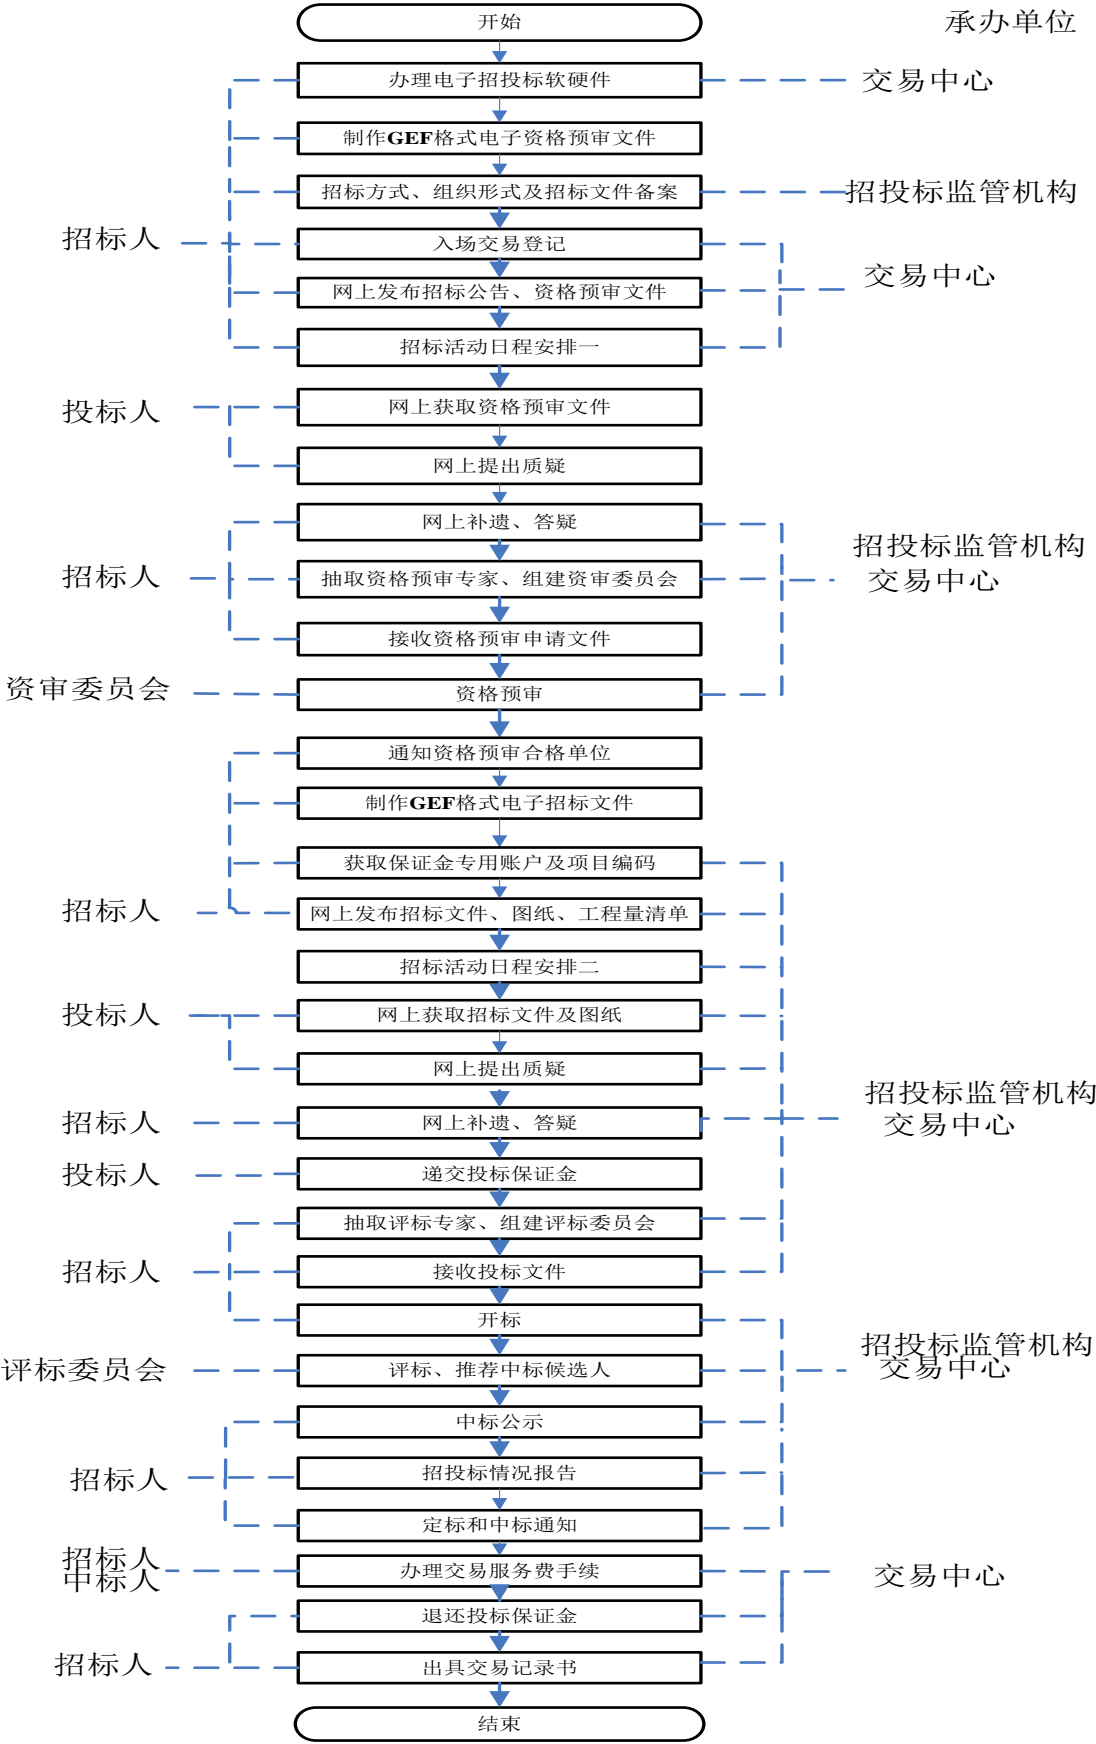 开始
承办单位
办理电子招投标软硬件
交易中心
制作GEF格式电子资格预审文件
招标方式、组织形式及招标文件备案
招投标监管机构
招标人
入场交易登记
交易中心
网上发布招标公告、资格预审文件
招标活动日程安排一
投标人
网上获取资格预审文件
网上提出质疑
网上补遗、答疑
招投标监管机构
招标人
抽取资格预审专家、组建资审委员会
交易中心
接收资格预审申请文件
资审委员会
资格预审
通知资格预审合格单位
制作GEF格式电子招标文件
获取保证金专用账户及项目编码
招标人
网上发布招标文件、图纸、工程量清单
招标活动日程安排二
投标人
网上获取招标文件及图纸
网上提出质疑
招投标监管机构
招标人
网上补遗、答疑
交易中心
投标人
递交投标保证金
抽取评标专家、组建评标委员会
招标人
接收投标文件
开标
招投标监管机构
评标委员会
评标、推荐中标候选人
交易中心
中标公示
招标人
招投标情况报告
定标和中标通知
招标人
中标人
办理交易服务费手续
交易中心
退还投标保证金
招标人
出具交易记录书
结束